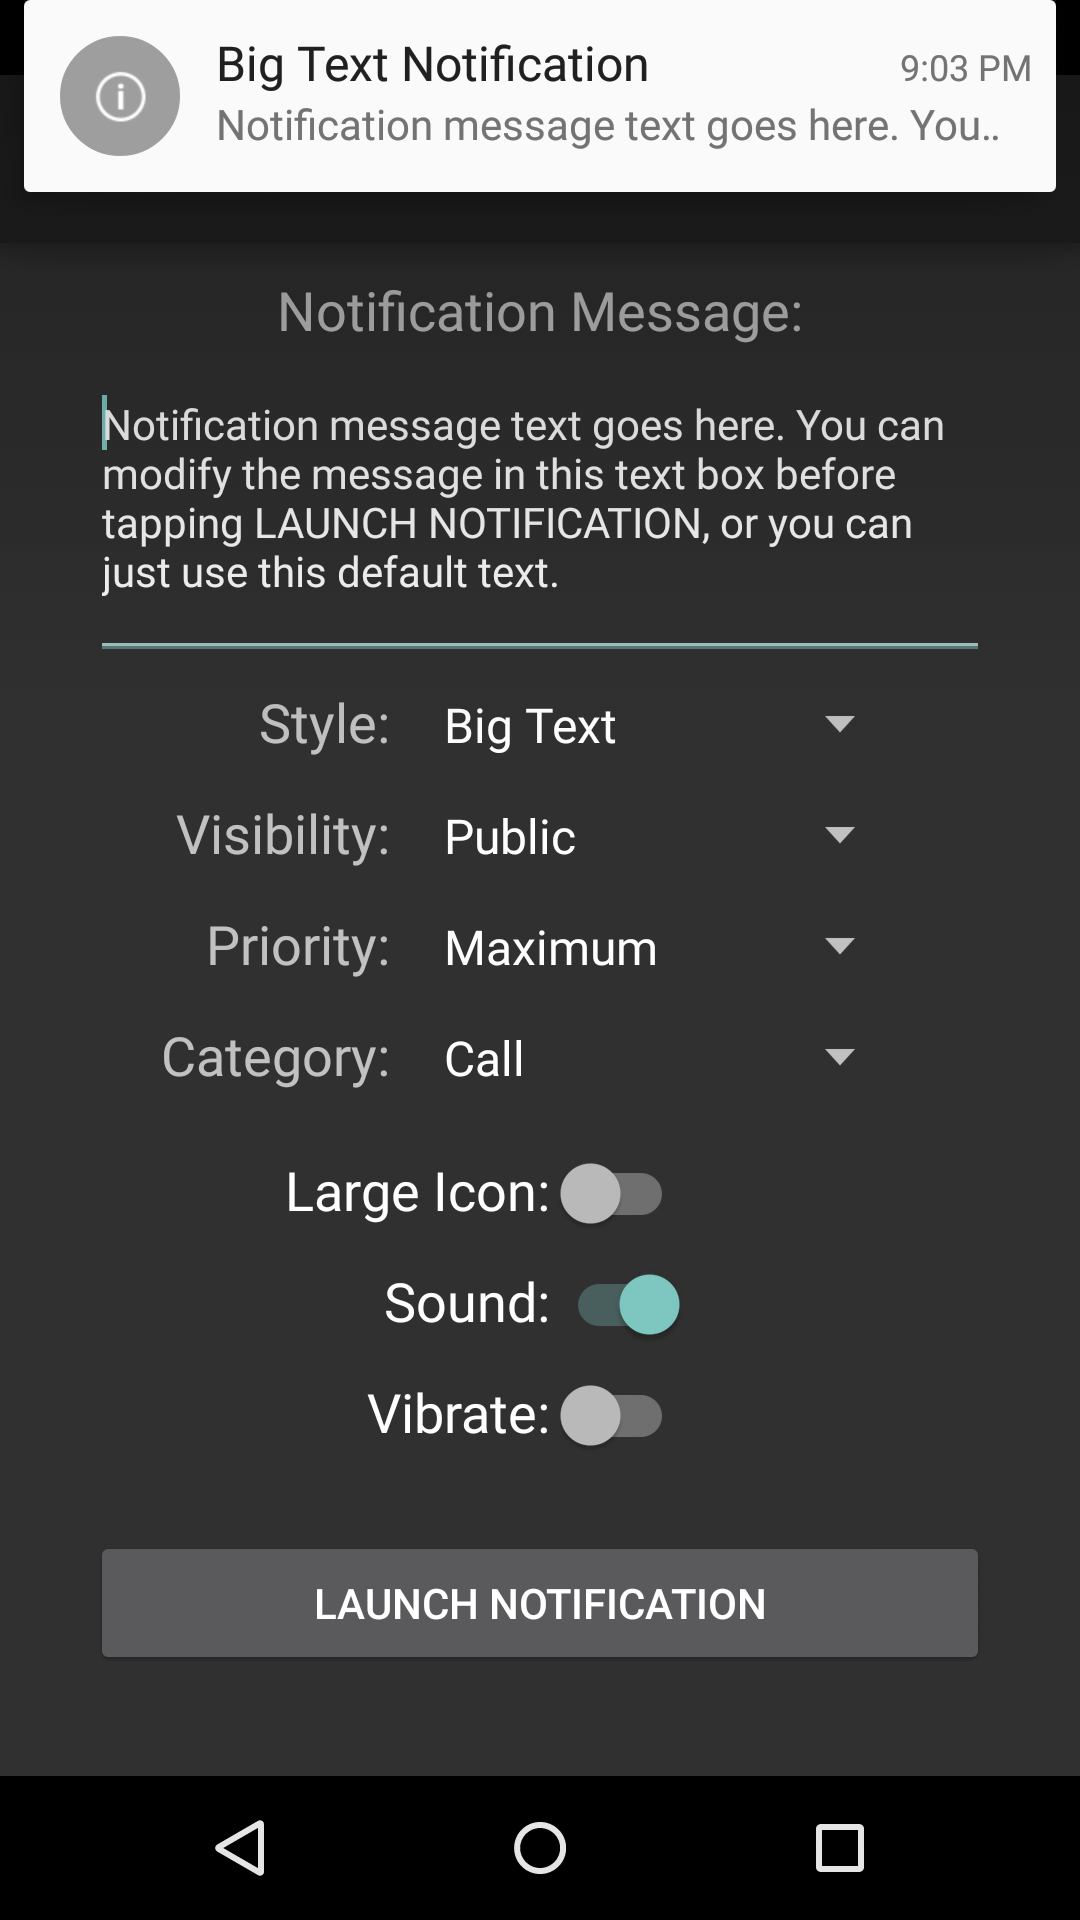 Big Text Notification
9:03 PM
Notification message text goes here. You..
Notification Message:
Notification message text goes here. You can
modify the message in this text box before
tapping LAUNCH NOTIFICATION, or you can
just use this default text.
Style: Big Text
Visibility: Public
Priority: Maximum
Category: Call
Large Icon:
Sound:
Vibrate:
LAUNCH NOTIFICATION